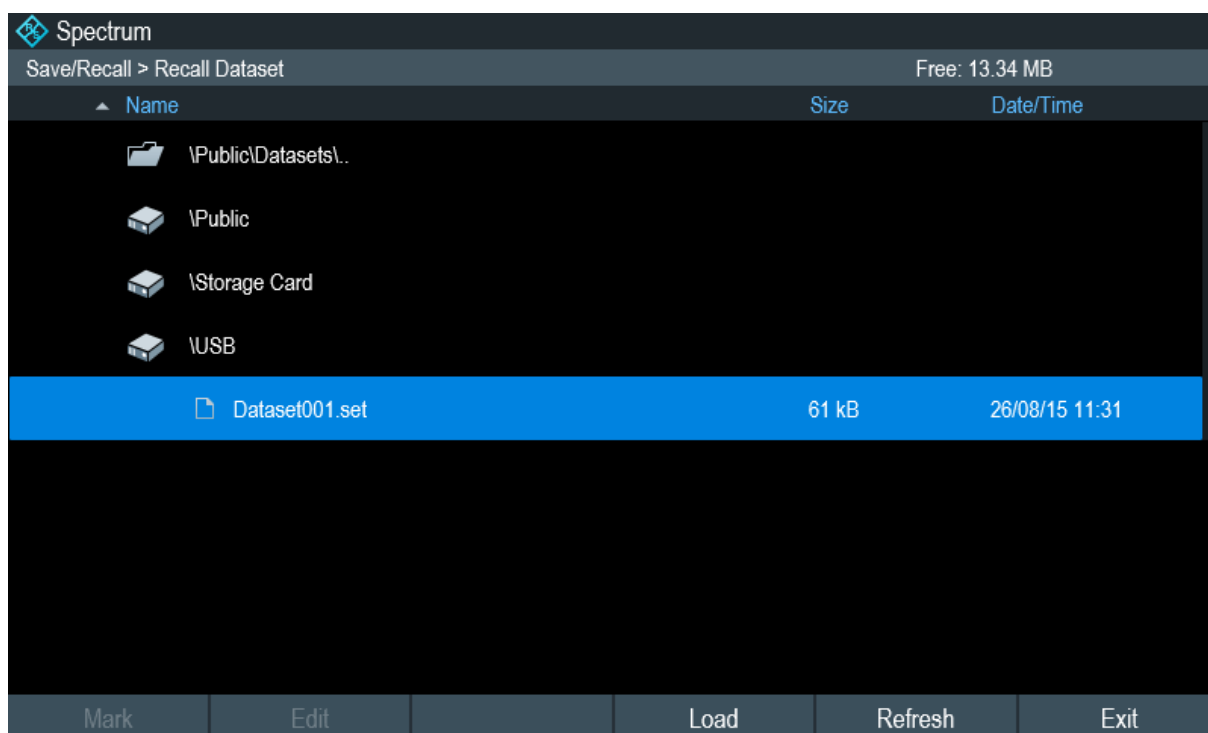 Spectrum
Save/Recall > Recall Dataset Free: 13.34 MB
Name Size Date/Time
\Public\Datasets\..
\Public
\Storage Card
\USB
Dataset001.set 61 kB 26/08/15 11:31
Mark Edit Load Refresh Exit